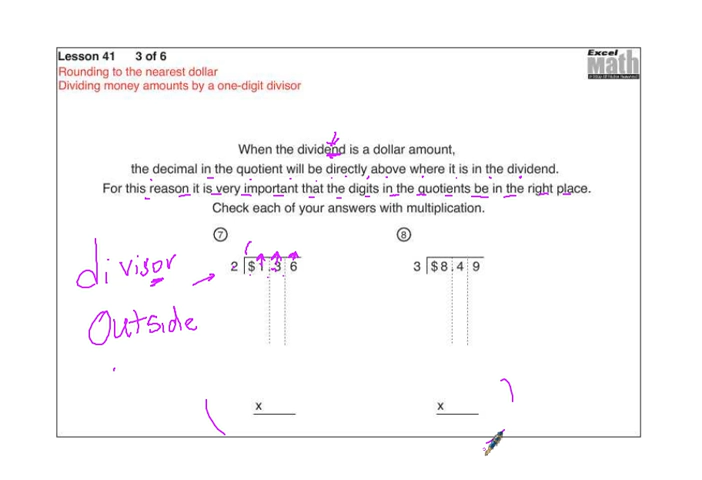 Lesson 41 3 of 6
Rounding to the nearest dollar
Dividing money amounts by a one-digit divisor
Excel
Math
When the dividend is a dollar amount,
the decimal in the quotient will be directly above where it is in the dividend.
For this reason it is very important that the digits in the quotients be in the right place.
Check each of your answers with multiplication.
7
2 $1.36
8
3 $8.49
divisor
outside
x
x